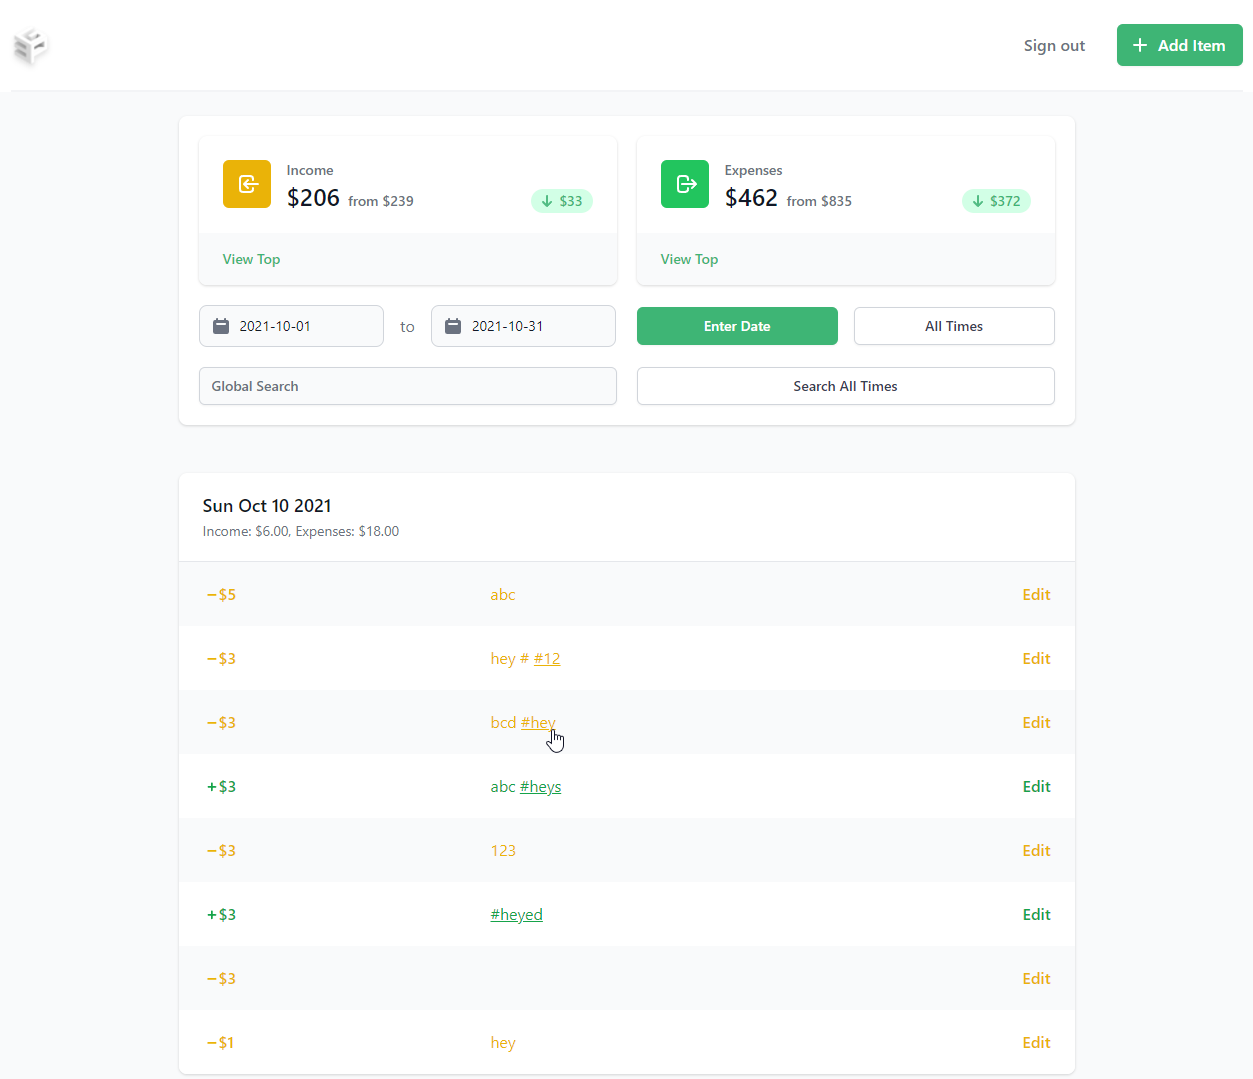 Sign out
+ Add Item
Income
$206 from $239
↓ $33
View Top
Expenses
$462 from $835
↓ $372
View Top
2021-10-01 to 2021-10-31
Enter Date
All Times
Global Search
Search All Times
Sun Oct 10 2021
Income: $6.00, Expenses: $18.00
−$5 abc Edit
−$3 hey # #12 Edit
−$3 bcd #hey Edit
+$3 abc #heys Edit
−$3 123 Edit
+$3 #heyed Edit
−$3 Edit
−$1 hey Edit